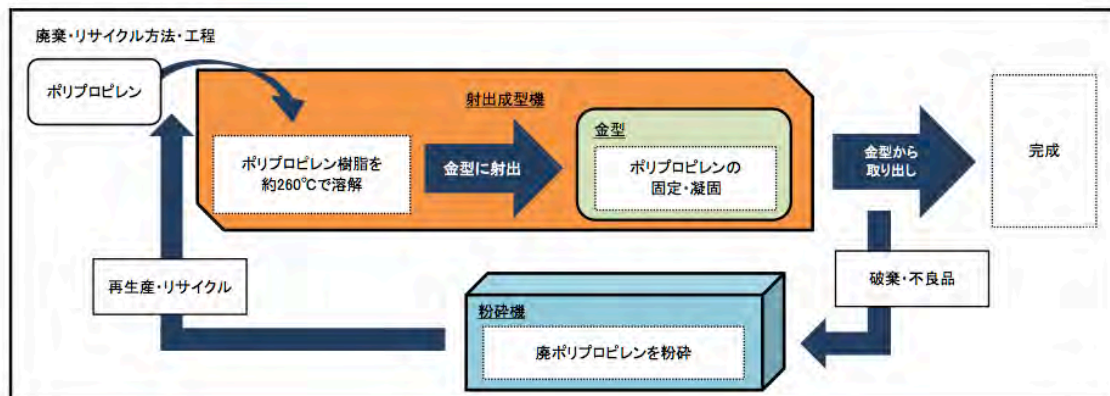 廃棄・リサイクル方法・工程
ポリプロピレン
射出成型機
ポリプロピレン樹脂を
約260℃で溶解
金型に射出
金型
ポリプロピレンの
固定・凝固
金型から
取り出し
完成
破棄・不良品
粉砕機
廃ポリプロピレンを粉砕
再生産・リサイクル